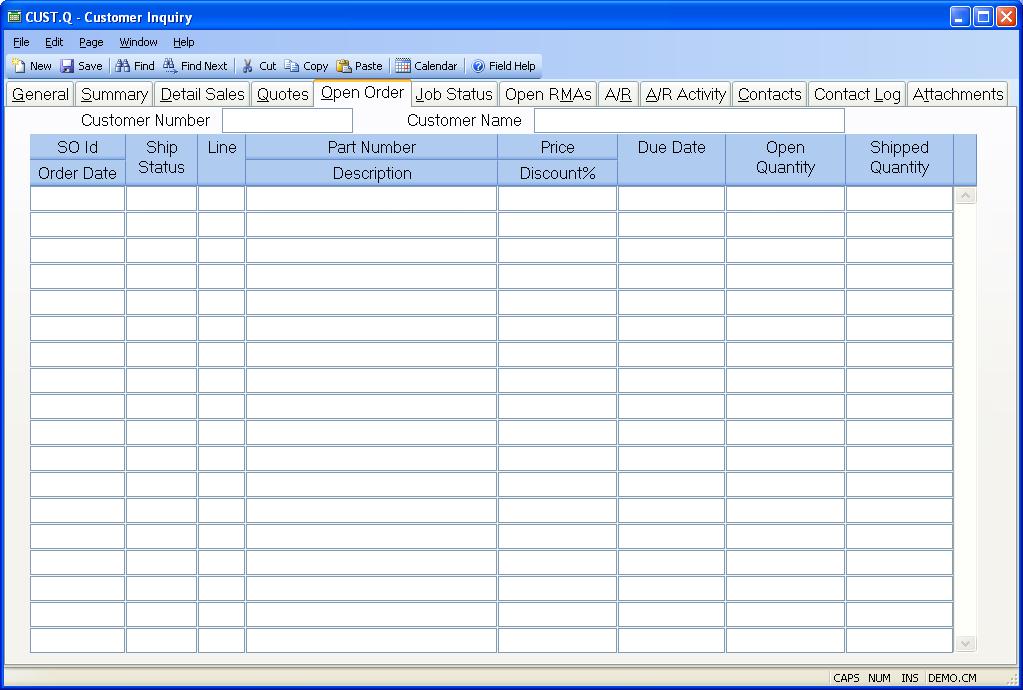 CUST.Q - Customer Inquiry
File Edit Page Window Help
New Save Find Find Next Cut Copy Paste Calendar Field Help
General Summary Detail Sales Quotes Open Order Job Status Open RMAs A/R A/R Activity Contacts Contact Log Attachments
Customer Number Customer Name
SO Id Ship Status Line Part Number Price Due Date Open Quantity Shipped Quantity
Order Date Description Discount%
CAPS NUM INS DEMO.CM